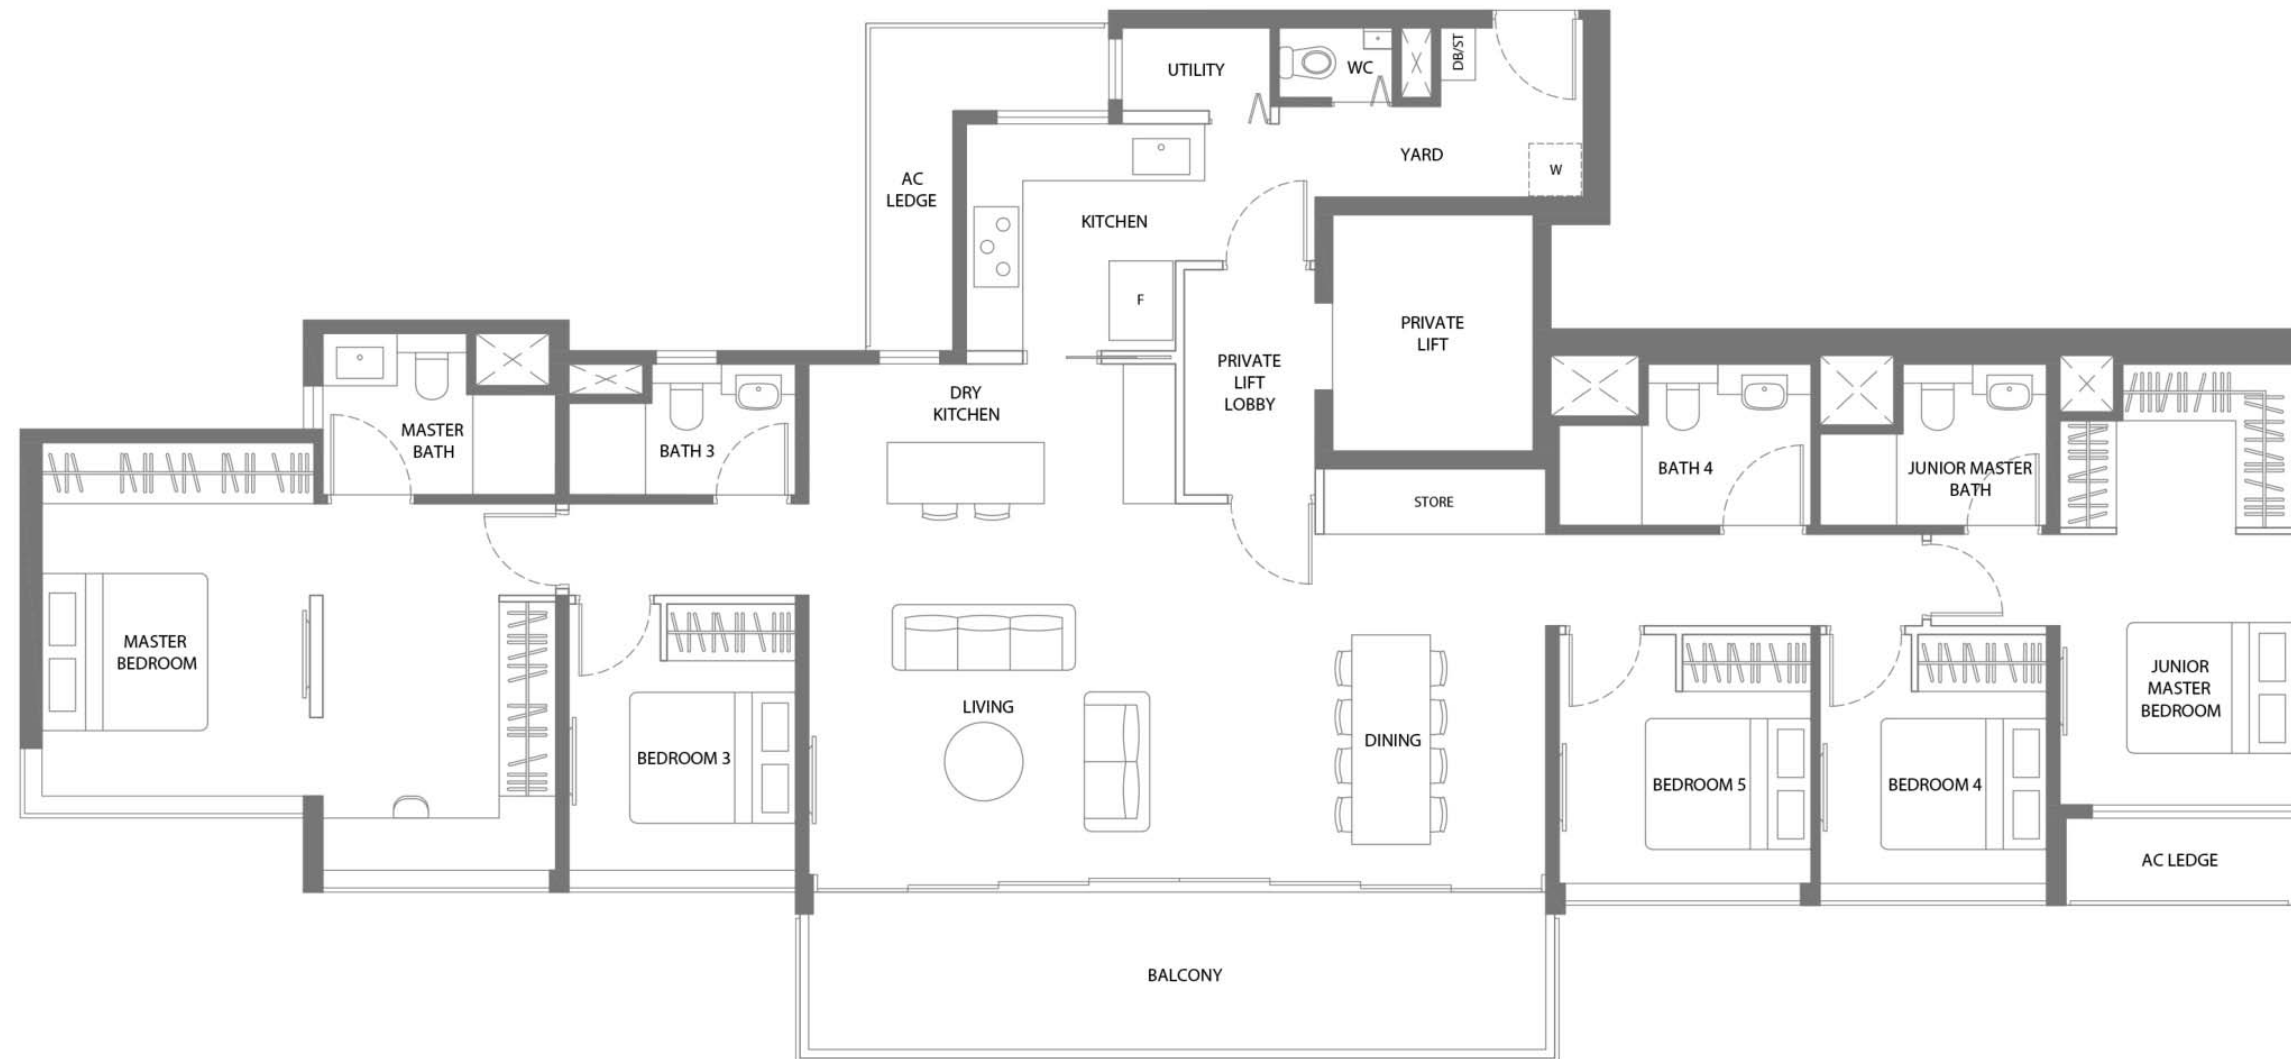 UTILITY
WC
DB/ST
YARD
W
AC
LEDGE
KITCHEN
F
PRIVATE
LIFT
PRIVATE
LIFT
LOBBY
DRY
KITCHEN
MASTER
BATH
BATH 3
BATH 4
JUNIOR MASTER
BATH
STORE
MASTER
BEDROOM
LIVING
DINING
BEDROOM 3
BEDROOM 5
BEDROOM 4
JUNIOR
MASTER
BEDROOM
AC LEDGE
BALCONY